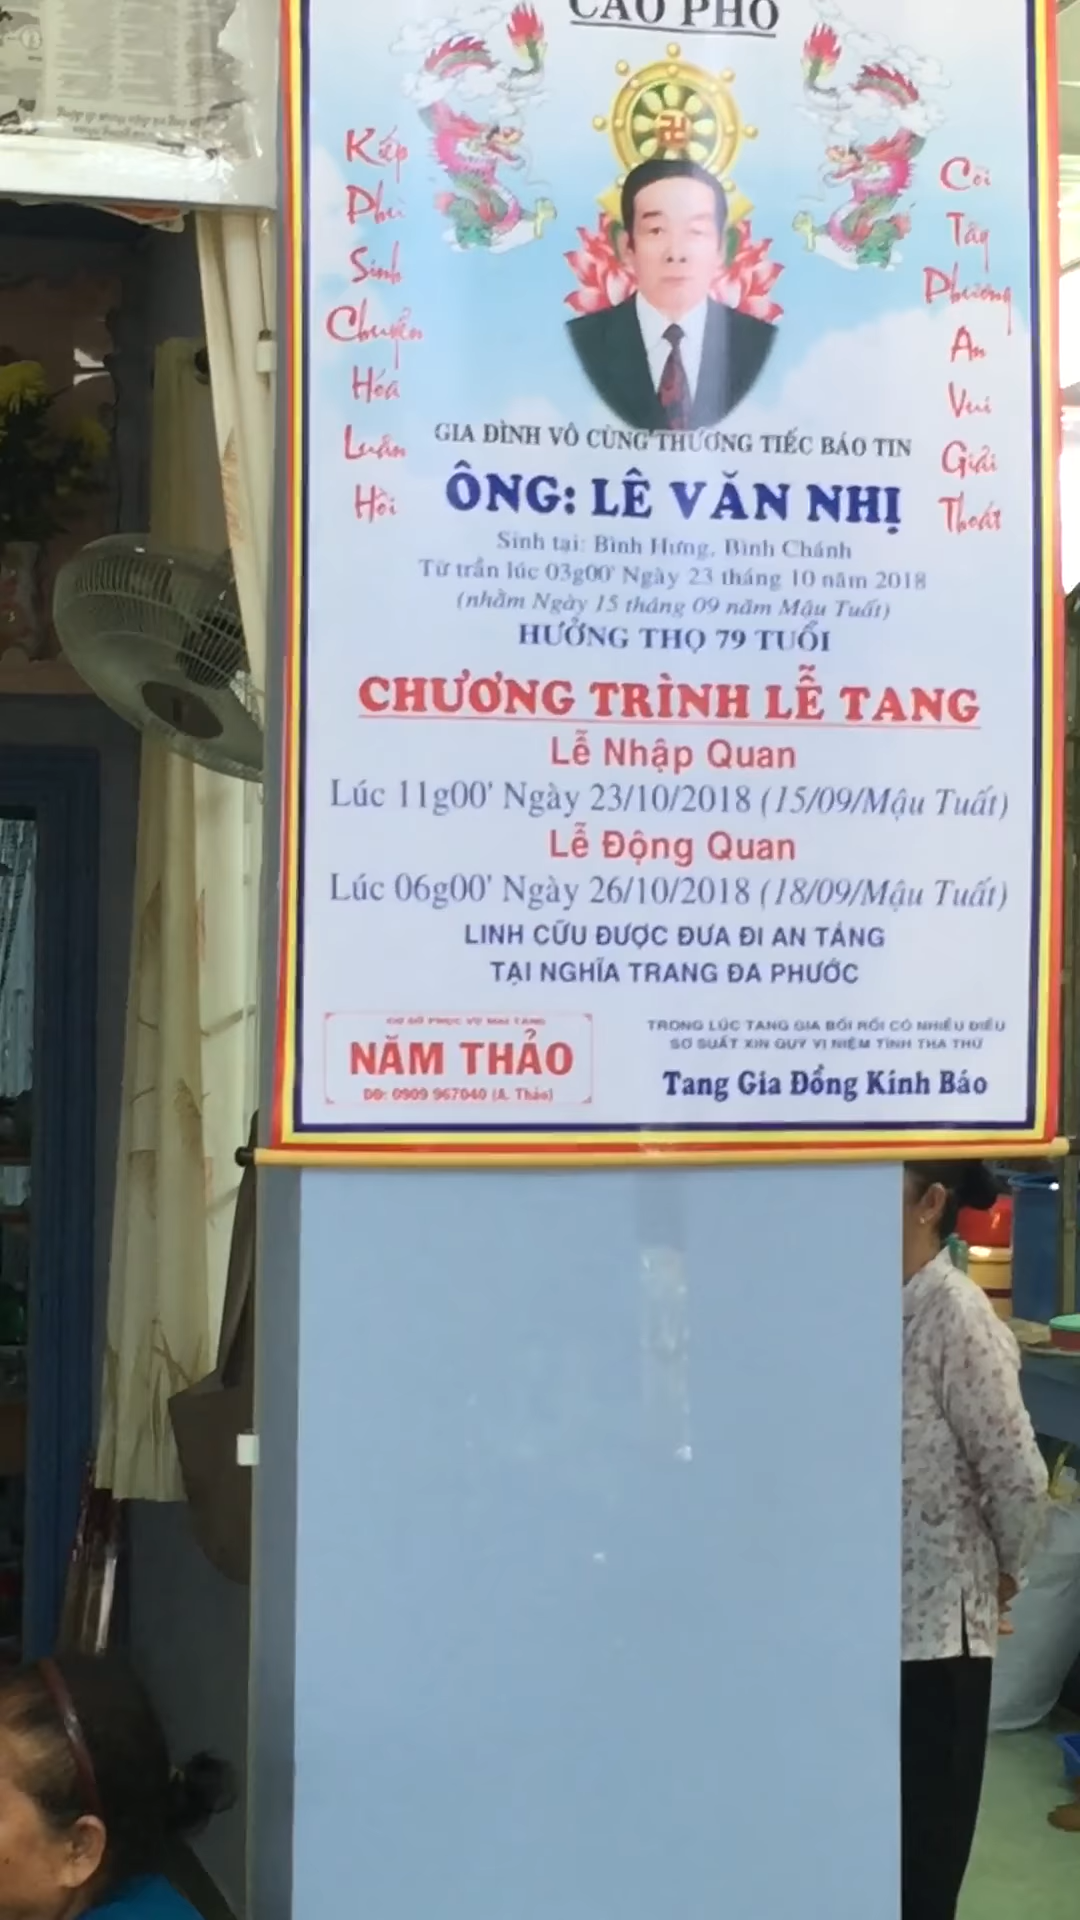 CÁO PHÓ
Kiếp
Phù
Sinh
Chuyển
Hóa
Luân
Hồi
Cõi
Tây
Phương
An
Vui
Giải
Thoát
GIA ĐÌNH VÔ CÙNG THƯƠNG TIẾC BÁO TIN
ÔNG: LÊ VĂN NHỊ
Sinh tại: Bình Hưng, Bình Chánh
Từ trần lúc 03g00' Ngày 23 tháng 10 năm 2018
(nhằm Ngày 15 tháng 09 năm Mậu Tuất)
HƯỞNG THỌ 79 TUỔI
CHƯƠNG TRÌNH LỄ TANG
Lễ Nhập Quan
Lúc 11g00' Ngày 23/10/2018 (15/09/Mậu Tuất)
Lễ Động Quan
Lúc 06g00' Ngày 26/10/2018 (18/09/Mậu Tuất)
LINH CỮU ĐƯỢC ĐƯA ĐI AN TÁNG
TẠI NGHĨA TRANG ĐA PHƯỚC
CƠ SỞ PHỤC VỤ MAI TÁNG
NĂM THẢO
DĐ: 0909 967040 (A. Thảo)
TRONG LÚC TANG GIA BỐI RỐI CÓ NHIỀU ĐIỀU
SƠ SUẤT XIN QUÝ VỊ NIỆM TÌNH THA THỨ
Tang Gia Đồng Kính Báo